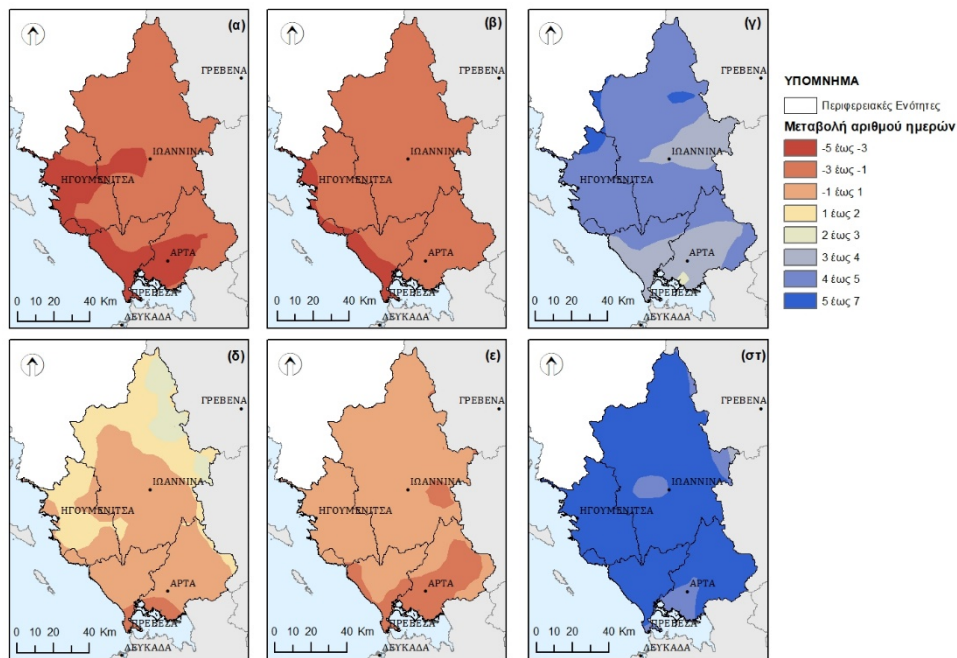 (α)
ΓΡΕΒΕΝΑ
ΙΩΑΝΝΙΝΑ
ΗΓΟΥΜΕΝΙΤΣΑ
ΑΡΤΑ
ΠΡΕΒΕΖΑ
ΛΕΥΚΑΔΑ
0 10 20 40 Km
(β)
ΓΡΕΒΕΝΑ
ΙΩΑΝΝΙΝΑ
ΗΓΟΥΜΕΝΙΤΣΑ
ΑΡΤΑ
ΠΡΕΒΕΖΑ
ΛΕΥΚΑΔΑ
0 10 20 40 Km
(γ)
ΓΡΕΒΕΝΑ
ΙΩΑΝΝΙΝΑ
ΗΓΟΥΜΕΝΙΤΣΑ
ΑΡΤΑ
ΠΡΕΒΕΖΑ
ΛΕΥΚΑΔΑ
0 10 20 40 Km
ΥΠΟΜΝΗΜΑ
Περιφερειακές Ενότητες
Μεταβολή αριθμού ημερών
-5 έως -3
-3 έως -1
-1 έως 1
1 έως 2
2 έως 3
3 έως 4
4 έως 5
5 έως 7
(δ)
ΓΡΕΒΕΝΑ
ΙΩΑΝΝΙΝΑ
ΗΓΟΥΜΕΝΙΤΣΑ
ΑΡΤΑ
ΠΡΕΒΕΖΑ
ΛΕΥΚΑΔΑ
0 10 20 40 Km
(ε)
ΓΡΕΒΕΝΑ
ΙΩΑΝΝΙΝΑ
ΗΓΟΥΜΕΝΙΤΣΑ
ΑΡΤΑ
ΠΡΕΒΕΖΑ
ΛΕΥΚΑΔΑ
0 10 20 40 Km
(στ)
ΓΡΕΒΕΝΑ
ΙΩΑΝΝΙΝΑ
ΗΓΟΥΜΕΝΙΤΣΑ
ΑΡΤΑ
ΠΡΕΒΕΖΑ
ΛΕΥΚΑΔΑ
0 10 20 40 Km